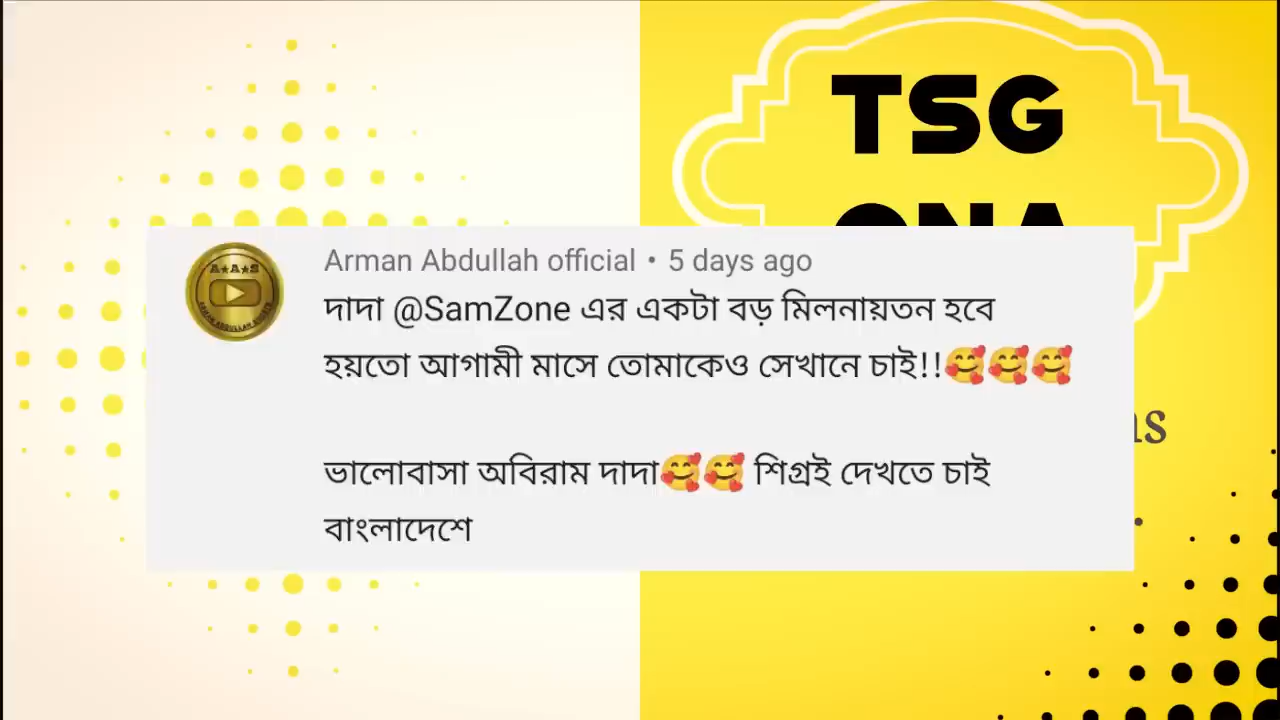 TSG
Arman Abdullah official • 5 days ago
দাদা @SamZone এর একটা বড় মিলনায়তন হবে
হয়তো আগামী মাসে তোমাকেও সেখানে চাই!!🥰🥰🥰
ভালোবাসা অবিরাম দাদা🥰🥰 শিগ্রই দেখতে চাই
বাংলাদেশে